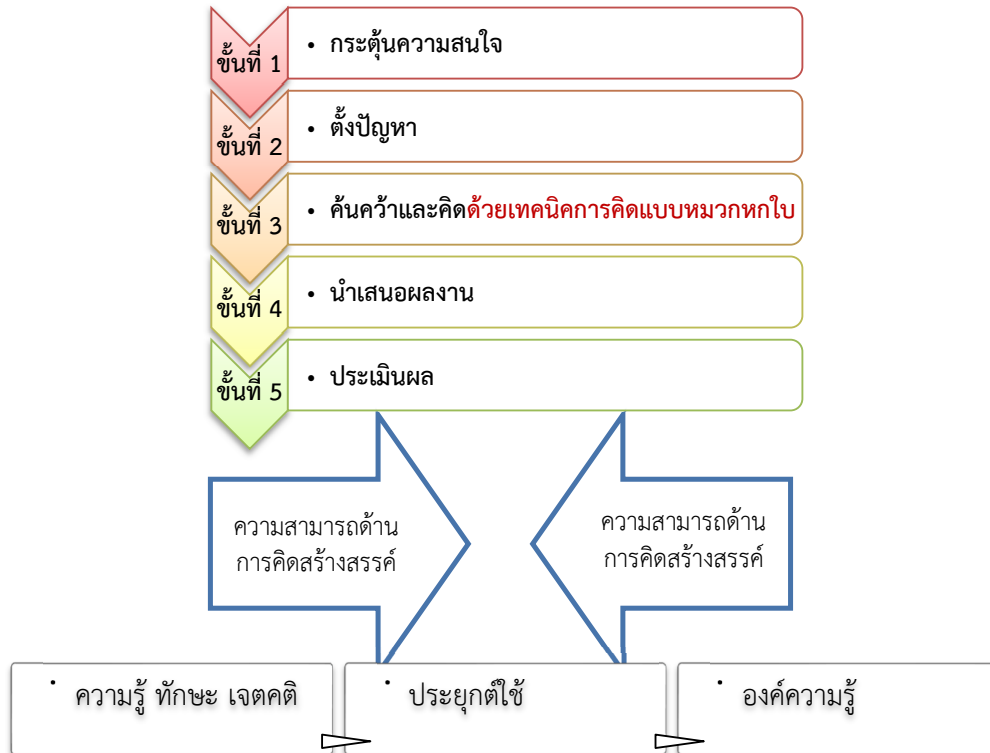 ขั้นที่ 1
• กระตุ้นความสนใจ
ขั้นที่ 2
• ตั้งปัญหา
ขั้นที่ 3
• ค้นคว้าและคิดด้วยเทคนิคการคิดแบบหมวกหกใบ
ขั้นที่ 4
• นำเสนอผลงาน
ขั้นที่ 5
• ประเมินผล
ความสามารถด้าน
การคิดสร้างสรรค์
ความสามารถด้าน
การคิดสร้างสรรค์
• ความรู้ ทักษะ เจตคติ
• ประยุกต์ใช้
• องค์ความรู้